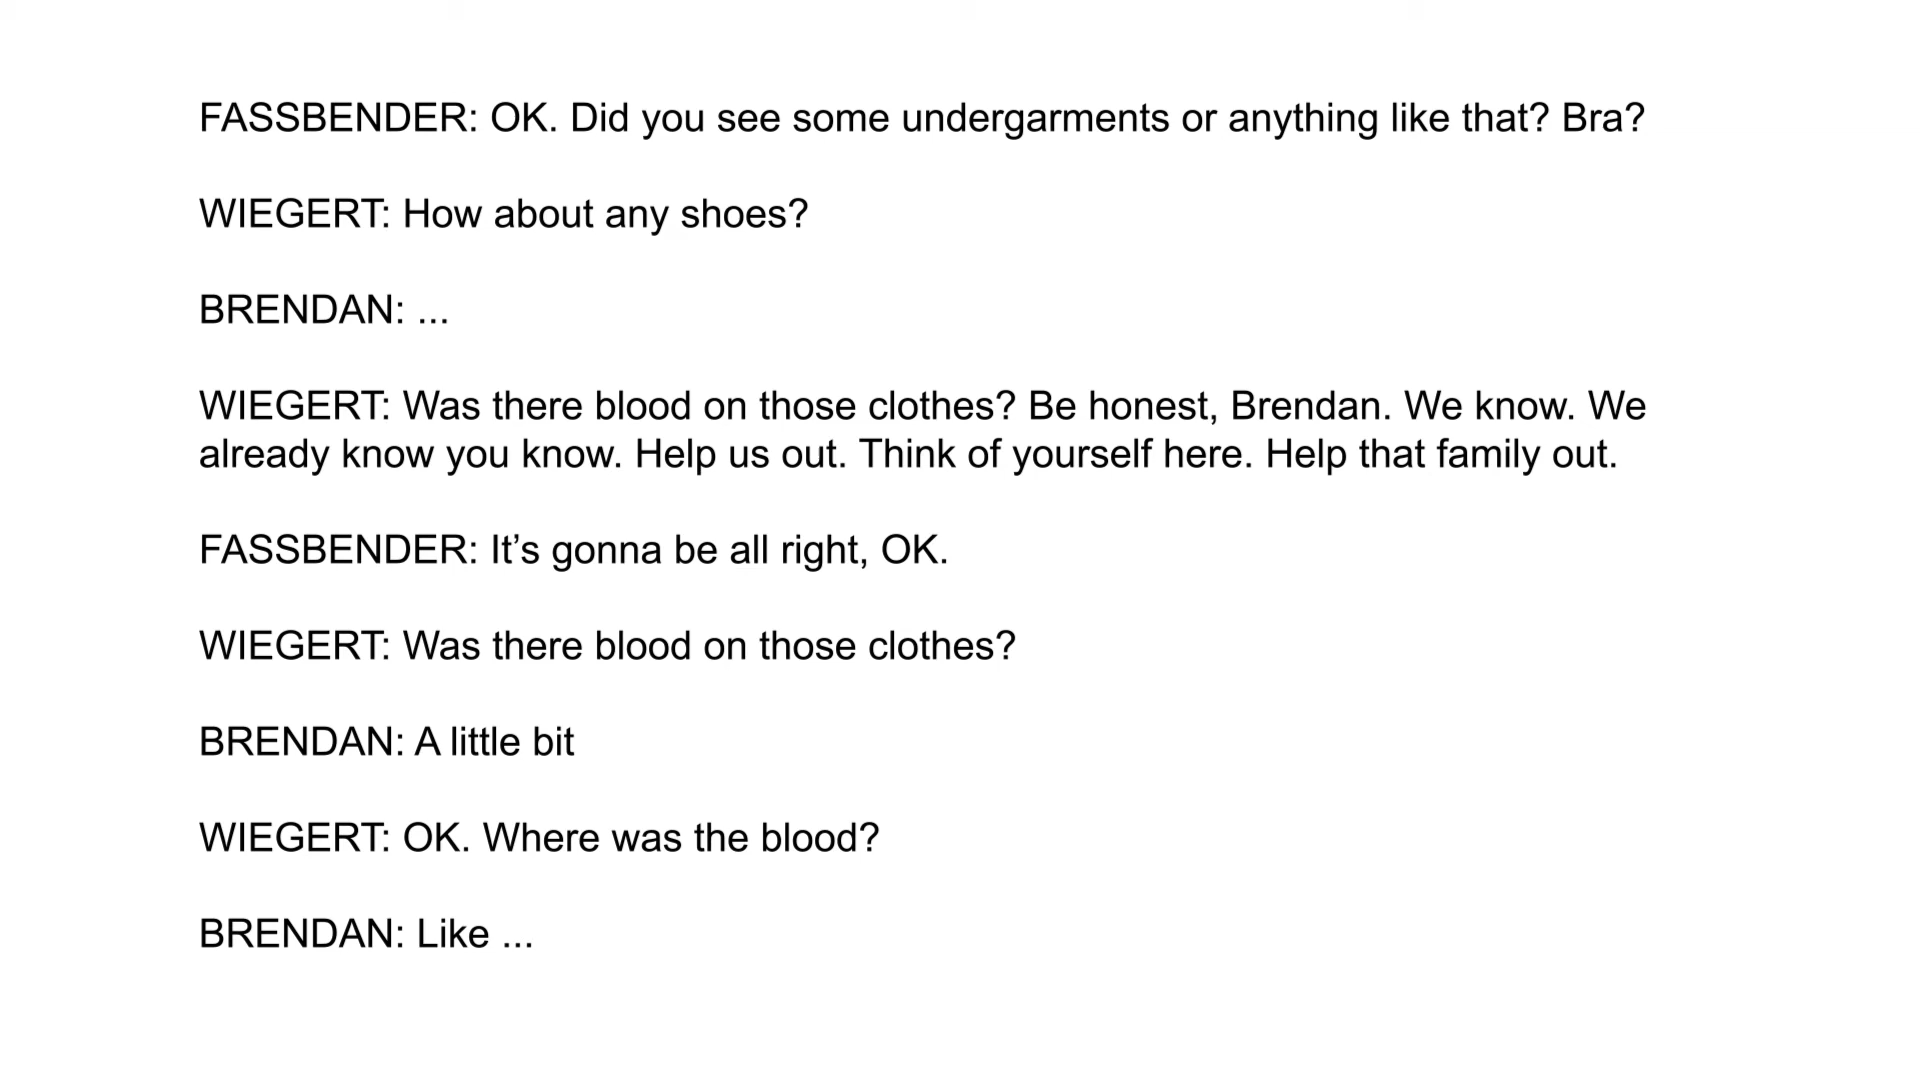 FASSBENDER: OK. Did you see some undergarments or anything like that? Bra?
WIEGERT: How about any shoes?
BRENDAN: ...
WIEGERT: Was there blood on those clothes? Be honest, Brendan. We know. We
already know you know. Help us out. Think of yourself here. Help that family out.
FASSBENDER: It’s gonna be all right, OK.
WIEGERT: Was there blood on those clothes?
BRENDAN: A little bit
WIEGERT: OK. Where was the blood?
BRENDAN: Like ...